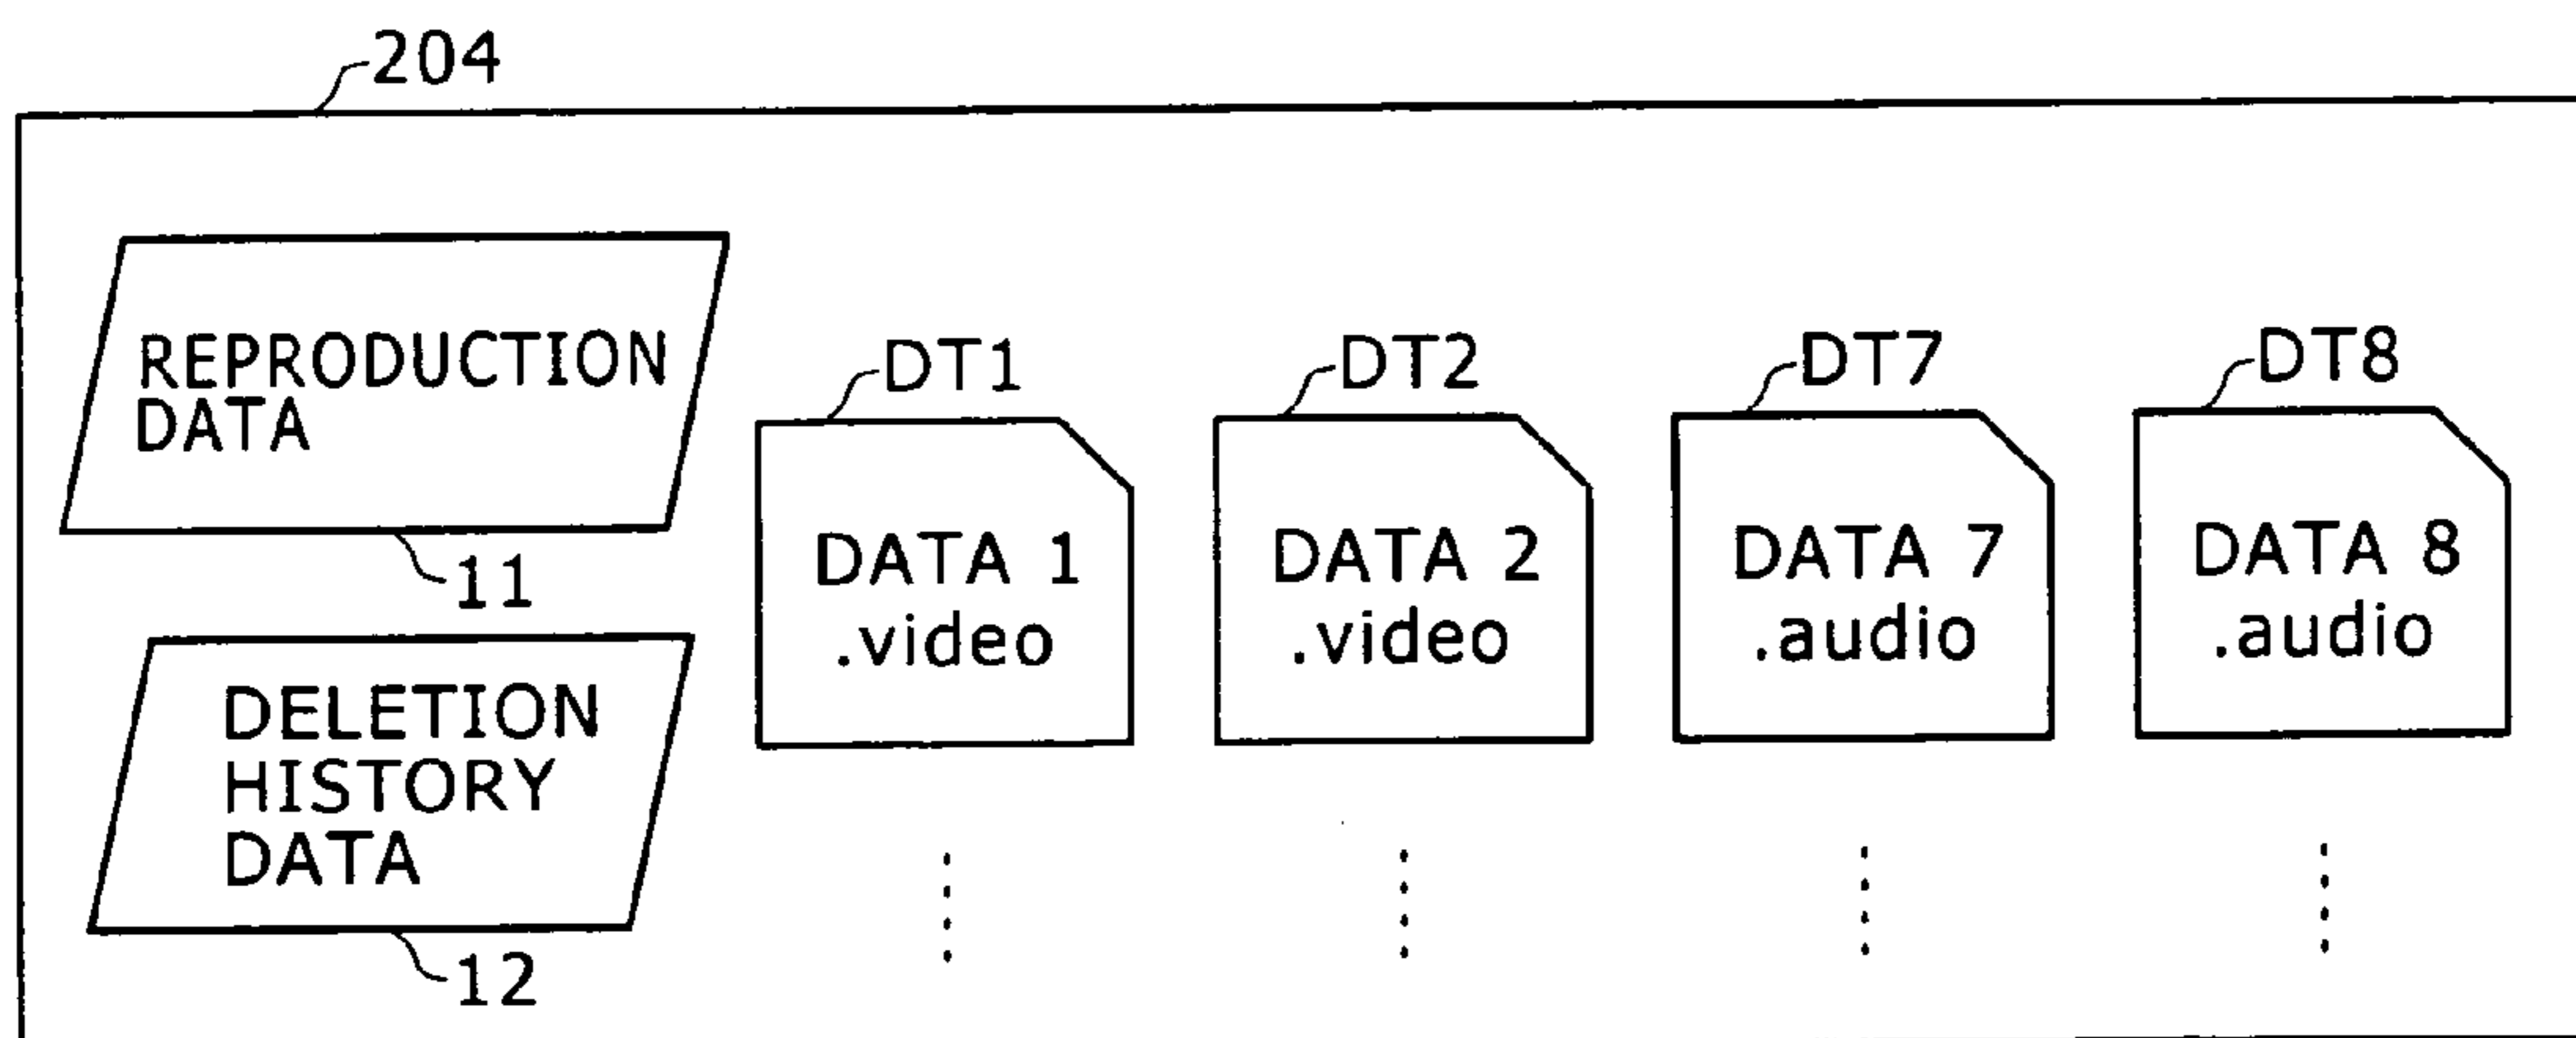 204
REPRODUCTION
DATA
11
DELETION
HISTORY
DATA
12
DT1
DATA 1
.video
DT2
DATA 2
.video
DT7
DATA 7
.audio
DT8
DATA 8
.audio